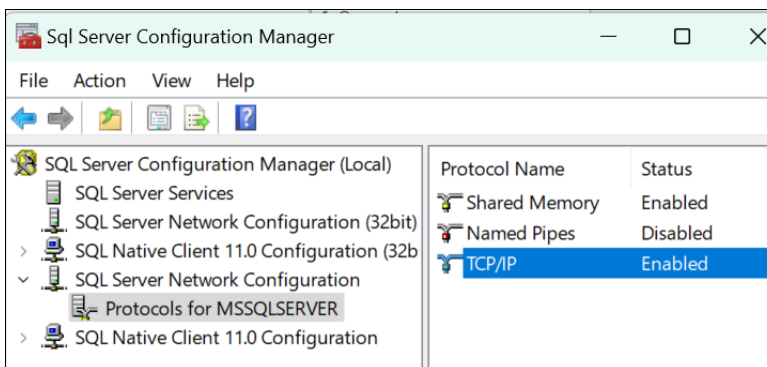 Sql Server Configuration Manager
File Action View Help
SQL Server Configuration Manager (Local)
SQL Server Services
SQL Server Network Configuration (32bit)
SQL Native Client 11.0 Configuration (32b
SQL Server Network Configuration
Protocols for MSSQLSERVER
SQL Native Client 11.0 Configuration
Protocol Name Status
Shared Memory Enabled
Named Pipes Disabled
TCP/IP Enabled